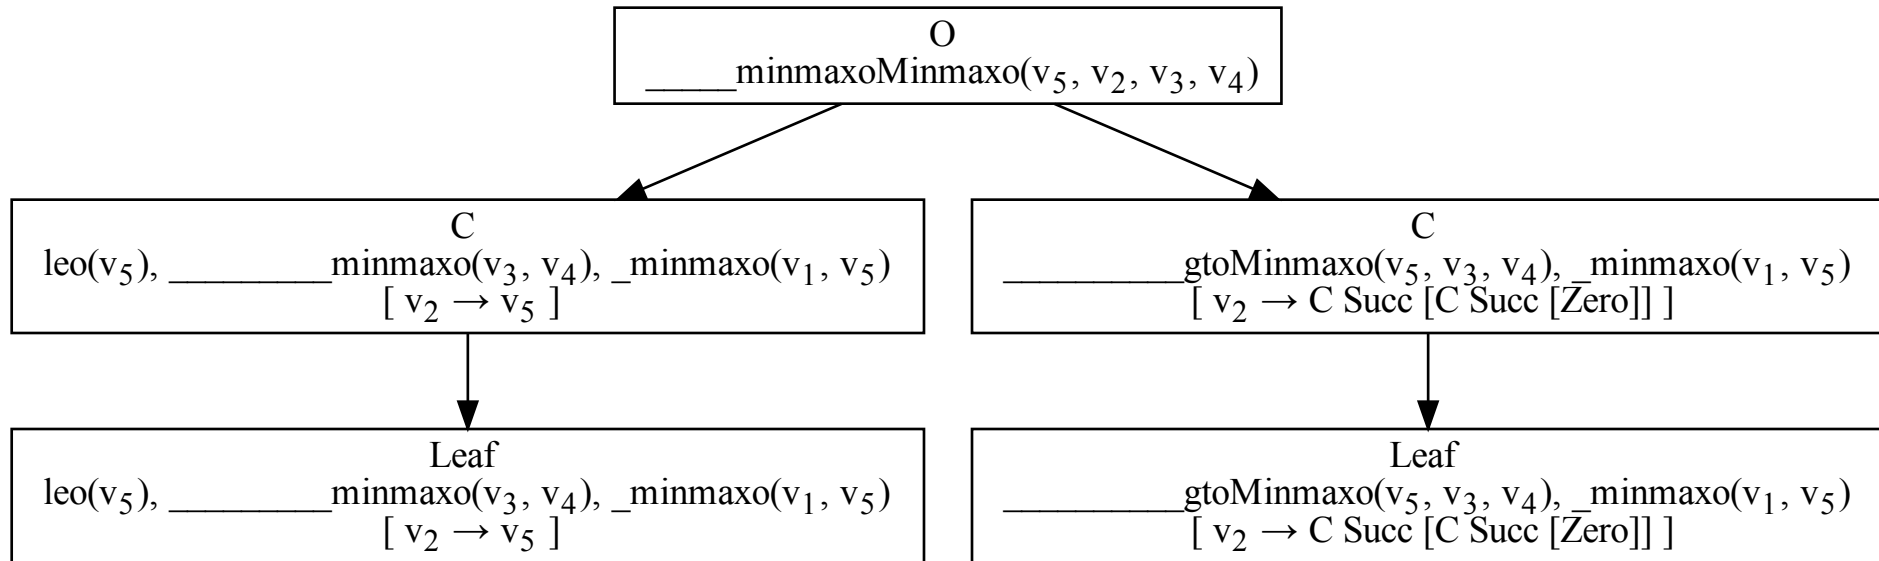 O
_____minmaxoMinmaxo(v₅, v₂, v₃, v₄)
C
leo(v₅), _________minmaxo(v₃, v₄), _minmaxo(v₁, v₅)
[ v₂ → v₅ ]
C
__________gtoMinmaxo(v₅, v₃, v₄), _minmaxo(v₁, v₅)
[ v₂ → C Succ [C Succ [Zero]] ]
Leaf
leo(v₅), _________minmaxo(v₃, v₄), _minmaxo(v₁, v₅)
[ v₂ → v₅ ]
Leaf
__________gtoMinmaxo(v₅, v₃, v₄), _minmaxo(v₁, v₅)
[ v₂ → C Succ [C Succ [Zero]] ]